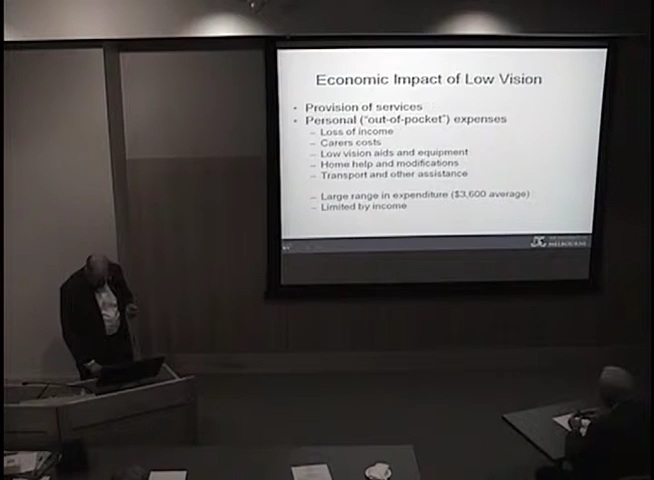 Economic Impact of Low Vision
• Provision of services
• Personal ("out-of-pocket") expenses
– Loss of income
– Carers costs
– Low vision aids and equipment
– Home help and modifications
– Transport and other assistance
– Large range in expenditure ($3,600 average)
– Limited by income
MELBOURNE